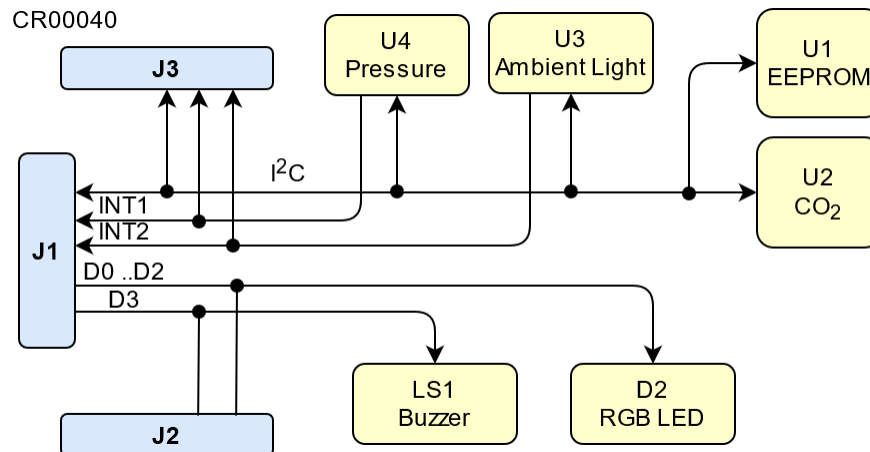 CR00040
J3
U4
Pressure
U3
Ambient Light
U1
EEPROM
I²C
U2
CO₂
INT1
INT2
J1
D0 ..D2
D3
LS1
Buzzer
D2
RGB LED
J2